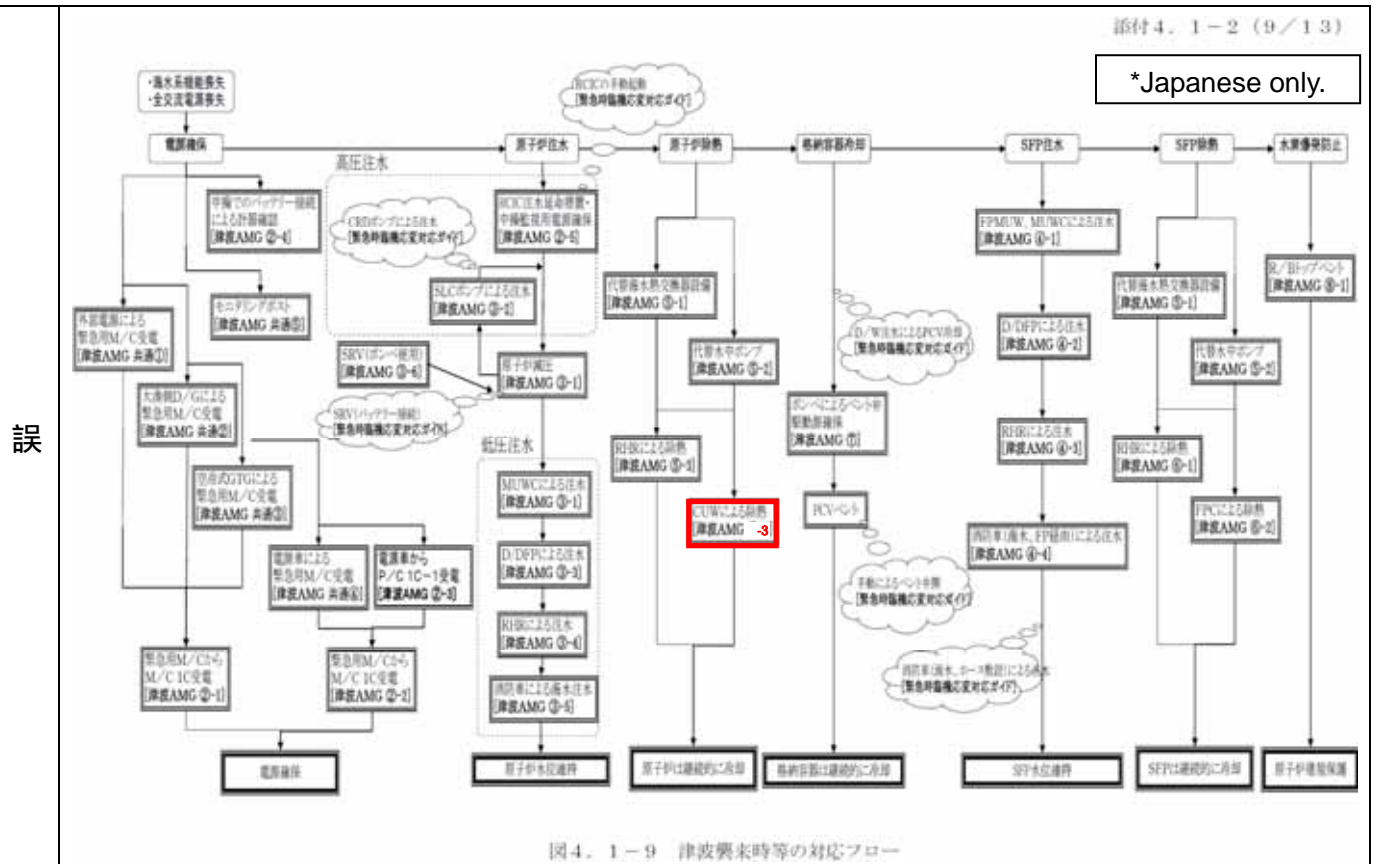 添付4.1-2(9/13)
*Japanese only.
誤
・海水系機能喪失
・全交流電源喪失
RCICの手動起動
[緊急時臨機応変対応ガイド]
電源確保
原子炉注水
原子炉除熱
格納容器冷却
SFP注水
SFP除熱
水素爆発防止
高圧注水
中操でのバッテリー接続
による計器確認
[津波AMG ②-4]
CRDポンプによる注水
[緊急時臨機応変対応ガイド]
RCIC注水延命措置・
中操監視用電源確保
[津波AMG ②-5]
FPMUW、MUWCによる注水
[津波AMG ④-1]
R/Bトップベント
[津波AMG ⑧-1]
モニタリングポスト
[津波AMG 共通⑤]
SLCポンプによる注水
[津波AMG ③-2]
代替海水熱交換器設備
[津波AMG ⑤-1]
代替海水熱交換器設備
[津波AMG ⑤-1]
外部電源による
緊急用M/C受電
[津波AMG 共通①]
D/W注水によるPCV冷却
[緊急時臨機応変対応ガイド]
D/DFPによる注水
[津波AMG ④-2]
SRV(ボンベ使用)
[津波AMG ③-6]
原子炉減圧
[津波AMG ③-1]
代替水中ポンプ
[津波AMG ⑤-2]
代替水中ポンプ
[津波AMG ⑤-2]
大湊側D/Gによる
緊急用M/C受電
[津波AMG 共通②]
SRV(バッテリー接続)
[緊急時臨機応変対応ガイド]
ボンベによるベント弁
駆動源確保
[津波AMG ⑦]
低圧注水
RHRによる除熱
[津波AMG ⑤-3]
RHRによる注水
[津波AMG ④-3]
RHRによる除熱
[津波AMG ⑥-1]
空冷式GTGによる
緊急用M/C受電
[津波AMG 共通③]
MUWCによる注水
[津波AMG ③-1]
CUWによる除熱
[津波AMG -3]
PCVベント
FPCによる除熱
[津波AMG ⑥-2]
電源車による
緊急用M/C受電
[津波AMG 共通④]
電源車から
P/C 1C-1受電
[津波AMG ②-3]
D/DFPによる注水
[津波AMG ③-3]
消防車(海水、FP経由)による注水
[津波AMG ④-4]
手動によるベント弁開
[緊急時臨機応変対応ガイド]
RHRによる注水
[津波AMG ③-4]
緊急用M/Cから
M/C 1C受電
[津波AMG ②-1]
緊急用M/Cから
M/C 1C受電
[津波AMG ②-2]
消防車による海水注水
[津波AMG ③-5]
消防車(海水、ホース敷設)による注水
[緊急時臨機応変対応ガイド]
電源確保
原子炉水位維持
原子炉は継続的に冷却
格納容器は継続的に冷却
SFP水位維持
SFPは継続的に冷却
原子炉建屋保護
図4.1-9 津波襲来時等の対応フロー